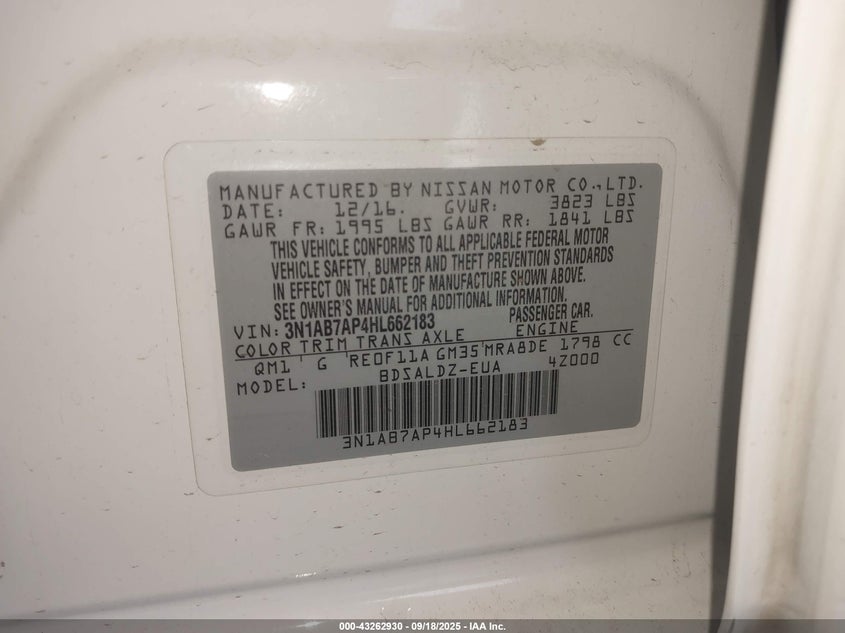 MANUFACTURED BY NISSAN MOTOR CO., LTD.
DATE: 12/16. GVWR: 3823 LBS
GAWR FR: 1995 LBS GAWR RR: 1841 LBS
THIS VEHICLE CONFORMS TO ALL APPLICABLE FEDERAL MOTOR
VEHICLE SAFETY, BUMPER AND THEFT PREVENTION STANDARDS
IN EFFECT ON THE DATE OF MANUFACTURE SHOWN ABOVE.
SEE OWNER'S MANUAL FOR ADDITIONAL INFORMATION.
VIN: 3N1AB7AP4HL662183 PASSENGER CAR.
COLOR TRIM TRANS AXLE ENGINE
QM1 G RE0F11A GM35 MRA8DE 1798 CC
MODEL: BDSALDZ-EUA 4Z000
3N1AB7AP4HL662183
000-43262930 - 09/18/2025 - IAA Inc.